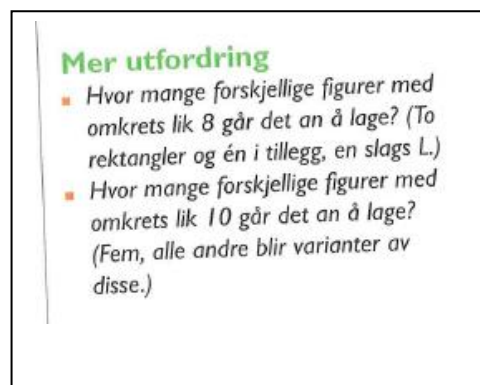 Mer utfordring
▪ Hvor mange forskjellige figurer med
omkrets lik 8 går det an å lage? (To
rektangler og én i tillegg, en slags L.)
▪ Hvor mange forskjellige figurer med
omkrets lik 10 går det an å lage?
(Fem, alle andre blir varianter av
disse.)